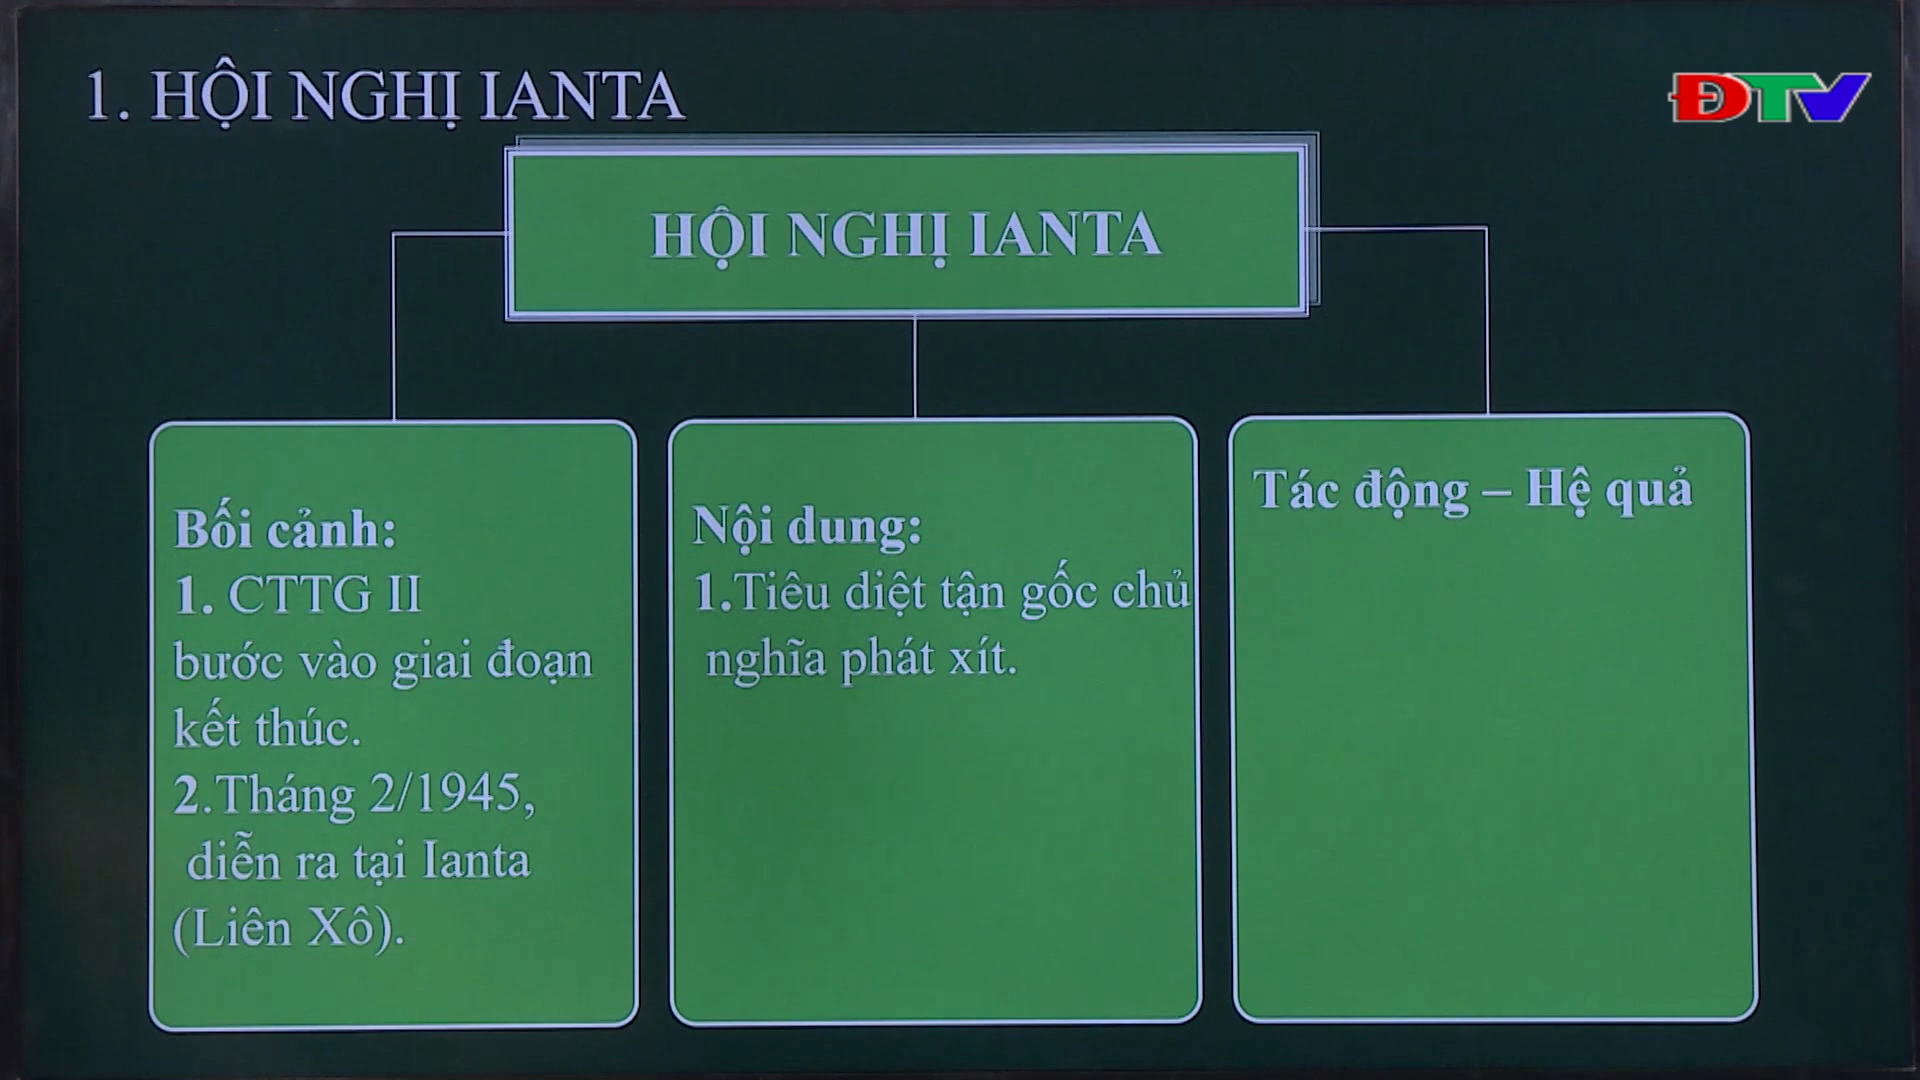 1. HỘI NGHỊ IANTA
ĐTV
HỘI NGHỊ IANTA
Bối cảnh:
1. CTTG II
bước vào giai đoạn
kết thúc.
2.Tháng 2/1945,
diễn ra tại Ianta
(Liên Xô).
Nội dung:
1.Tiêu diệt tận gốc chủ
nghĩa phát xít.
Tác động – Hệ quả